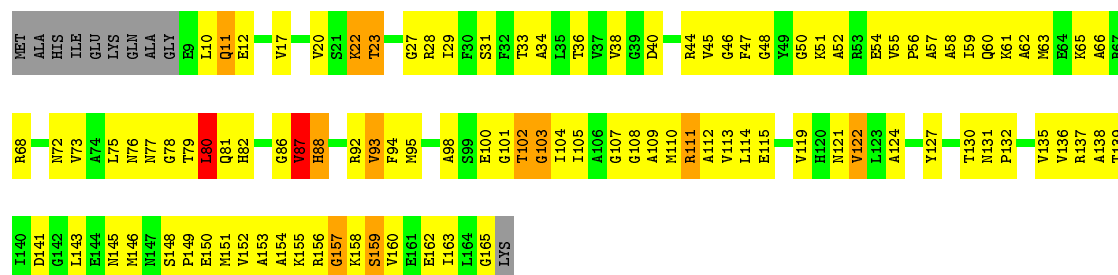 MET ALA HIS ILE GLU LYS GLN ALA GLY E9 L10 Q11 E12 V17 V20 S21 K22 T23 G27 R28 I29 F30 S31 F32 T33 A34 L35 T36 V37 V38 G39 D40 R44 V45 G46 F47 G48 Y49 G50 K51 A52 R53 E54 V55 P56 A57 A58 I59 Q60 K61 A62 M63 E64 K65 A66 R67
R68 N72 V73 A74 L75 N76 N77 G78 T79 L80 Q81 H82 G86 V87 H88 R92 V93 F94 M95 A98 S99 E100 G101 T102 G103 I104 I105 A106 G107 G108 A109 M110 R111 A112 V113 L114 E115 V119 H120 N121 V122 L123 A124 Y127 T130 N131 P132 V135 V136 R137 A138 T139
I140 D141 G142 L143 E144 N145 M146 N147 S148 P149 E150 M151 V152 A153 A154 K155 R156 G157 K158 S159 V160 E161 E162 I163 L164 G165 LYS